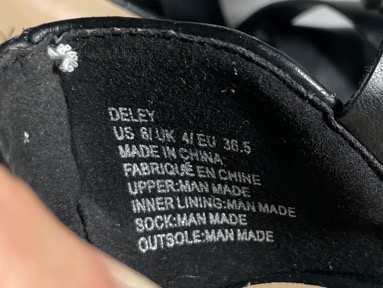 DELEY
US 6/ UK 4/ EU 36.5
MADE IN CHINA
FABRIQUÉ EN CHINE
UPPER:MAN MADE
INNER LINING:MAN MADE
SOCK:MAN MADE
OUTSOLE:MAN MADE